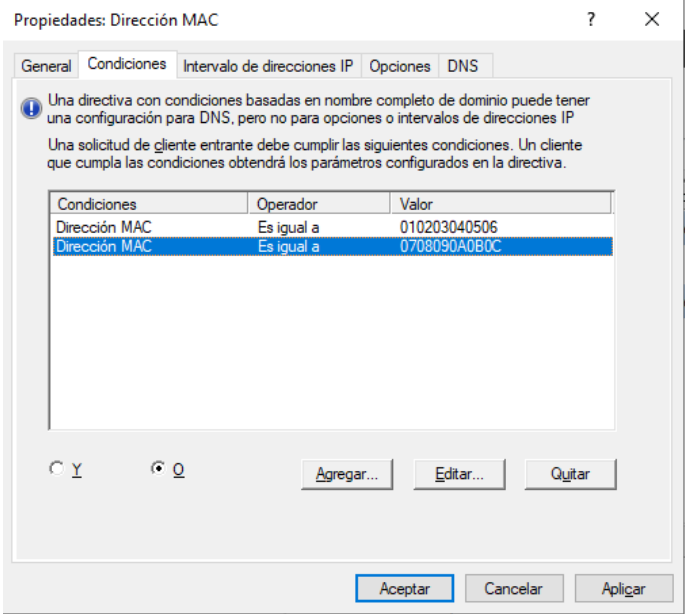 Propiedades: Dirección MAC ? ×
General Condiciones Intervalo de direcciones IP Opciones DNS
Una directiva con condiciones basadas en nombre completo de dominio puede tener
una configuración para DNS, pero no para opciones o intervalos de direcciones IP
Una solicitud de cliente entrante debe cumplir las siguientes condiciones. Un cliente
que cumpla las condiciones obtendrá los parámetros configurados en la directiva.
Condiciones Operador Valor
Dirección MAC Es igual a 010203040506
Dirección MAC Es igual a 0708090A0B0C
Y O Agregar... Editar... Quitar
Aceptar Cancelar Aplicar